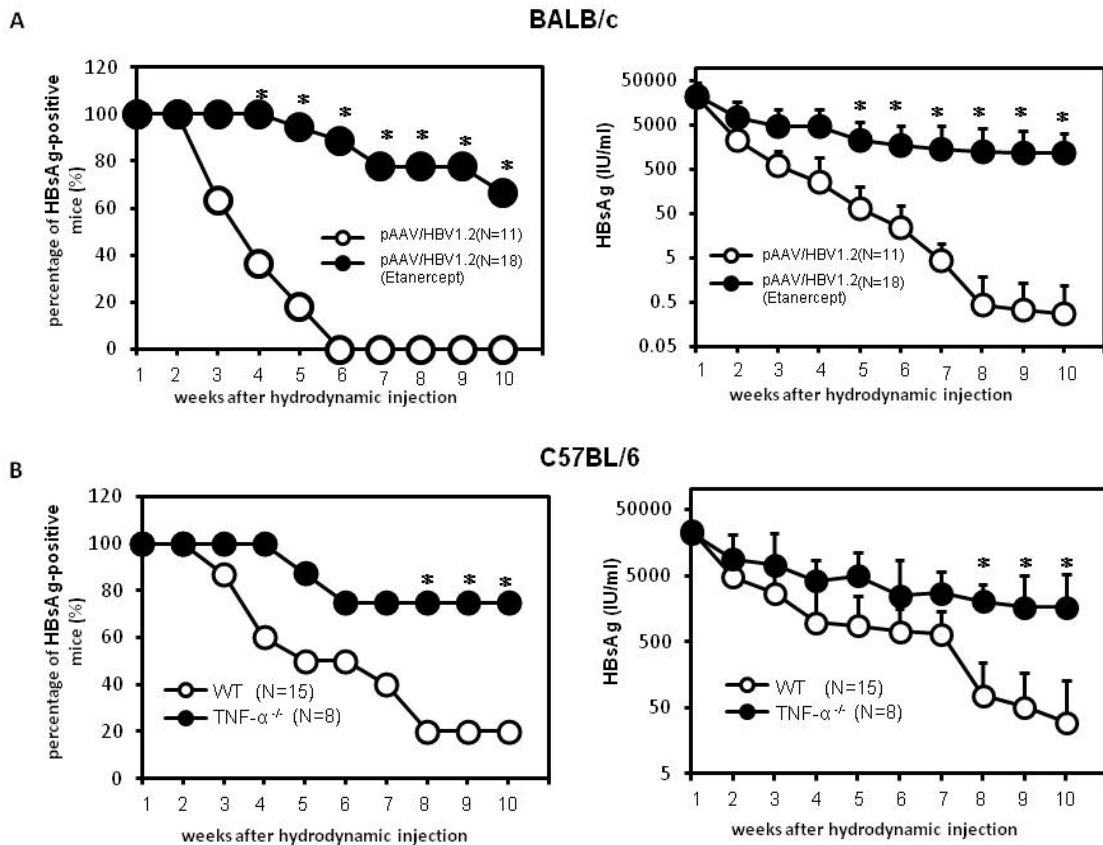 A
BALB/c
percentage of HBsAg-positive
mice (%)
120
100
80
60
40
20
0
* * * * * * *
pAAV/HBV1.2(N=11)
pAAV/HBV1.2(N=18)
(Etanercept)
1 2 3 4 5 6 7 8 9 10
weeks after hydrodynamic injection
HBsAg (IU/ml)
50000
5000
500
50
5
0.5
0.05
* * * * * *
pAAV/HBV1.2(N=11)
pAAV/HBV1.2(N=18)
(Etanercept)
1 2 3 4 5 6 7 8 9 10
weeks after hydrodynamic injection
B
C57BL/6
percentage of HBsAg-positive
mice (%)
120
100
80
60
40
20
0
* * *
WT (N=15)
TNF-α-/- (N=8)
1 2 3 4 5 6 7 8 9 10
weeks after hydrodynamic injection
HBsAg (IU/ml)
50000
5000
500
50
5
* * *
WT (N=15)
TNF-α-/- (N=8)
1 2 3 4 5 6 7 8 9 10
weeks after hydrodynamic injection